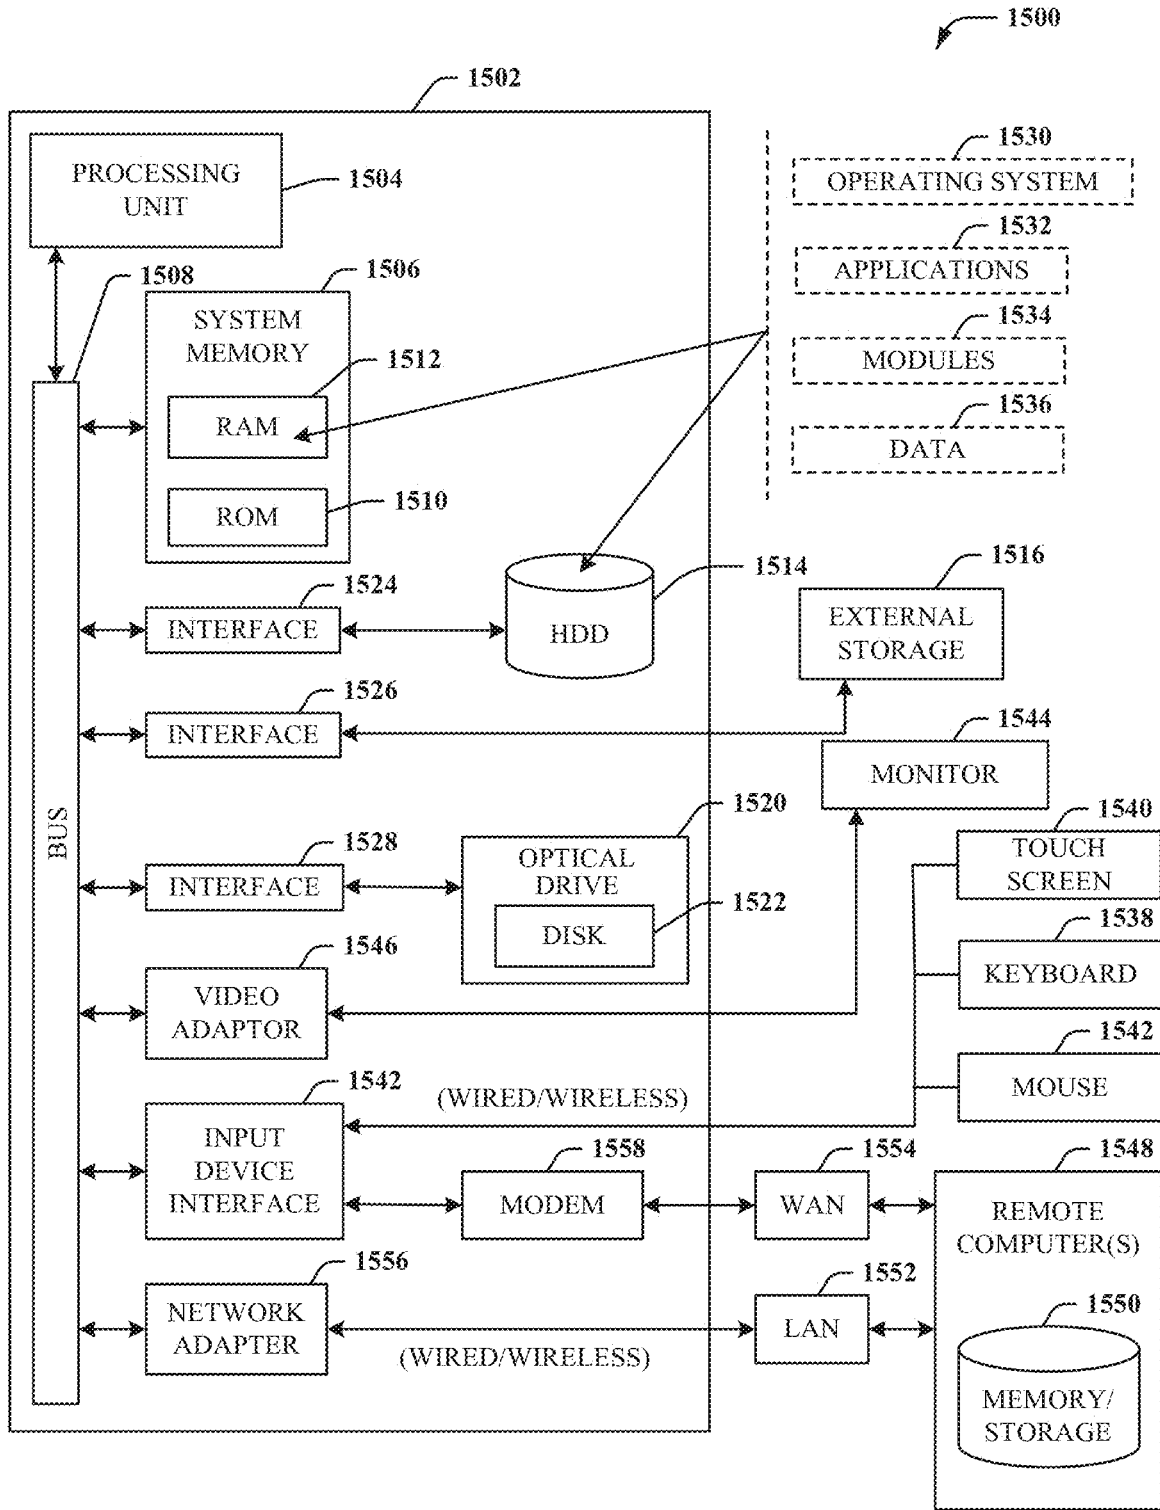 1500
1502
1530
PROCESSING
UNIT
1504
OPERATING SYSTEM
1532
1508
1506
APPLICATIONS
SYSTEM
MEMORY
1534
1512
MODULES
RAM
1536
DATA
ROM
1510
1514
1516
1524
INTERFACE
HDD
EXTERNAL
STORAGE
1526
INTERFACE
1544
MONITOR
BUS
1520
1540
1528
INTERFACE
OPTICAL
DRIVE
TOUCH
SCREEN
1522
DISK
1538
1546
KEYBOARD
VIDEO
ADAPTOR
1542
1542
MOUSE
(WIRED/WIRELESS)
INPUT
DEVICE
INTERFACE
1558
1554
1548
MODEM
WAN
REMOTE
COMPUTER(S)
1556
1552
NETWORK
ADAPTER
LAN
1550
(WIRED/WIRELESS)
MEMORY/
STORAGE